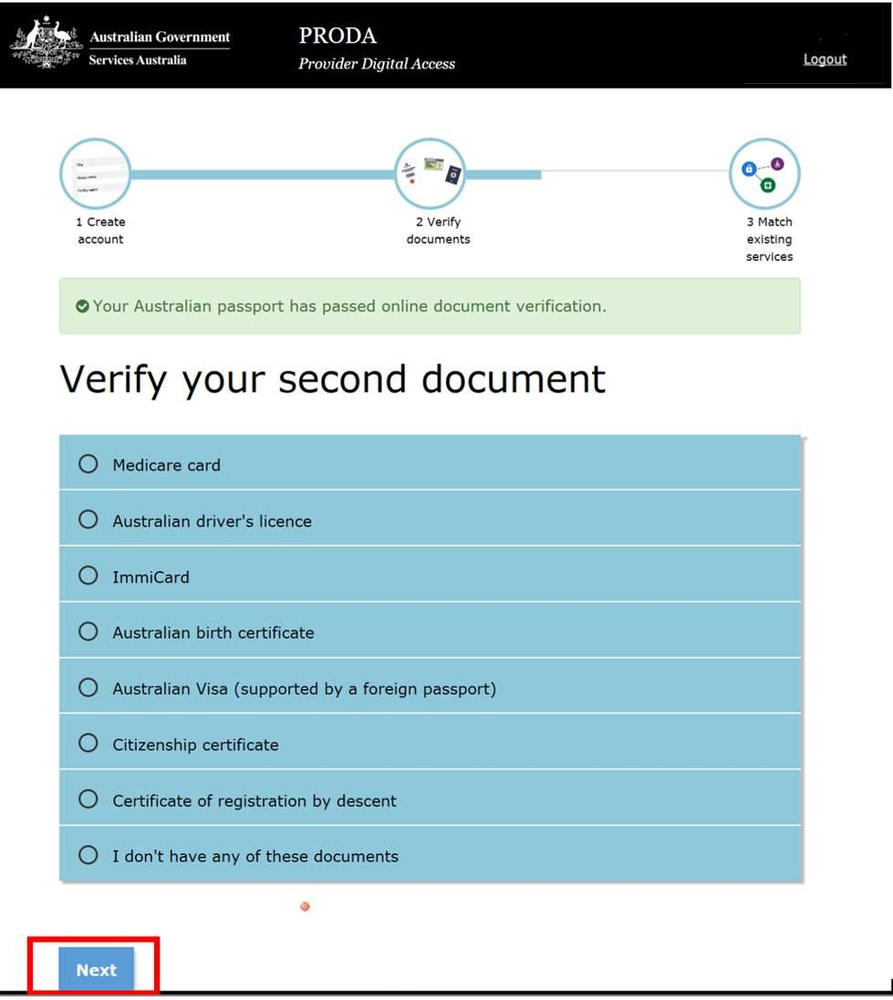 Australian Government
Services Australia
PRODA
Provider Digital Access
Logout
Title
1 Create
account
2 Verify
documents
3 Match
existing
services
Your Australian passport has passed online document verification.
Verify your second document
Medicare card
Australian driver's licence
ImmiCard
Australian birth certificate
Australian Visa (supported by a foreign passport)
Citizenship certificate
Certificate of registration by descent
I don't have any of these documents
Next